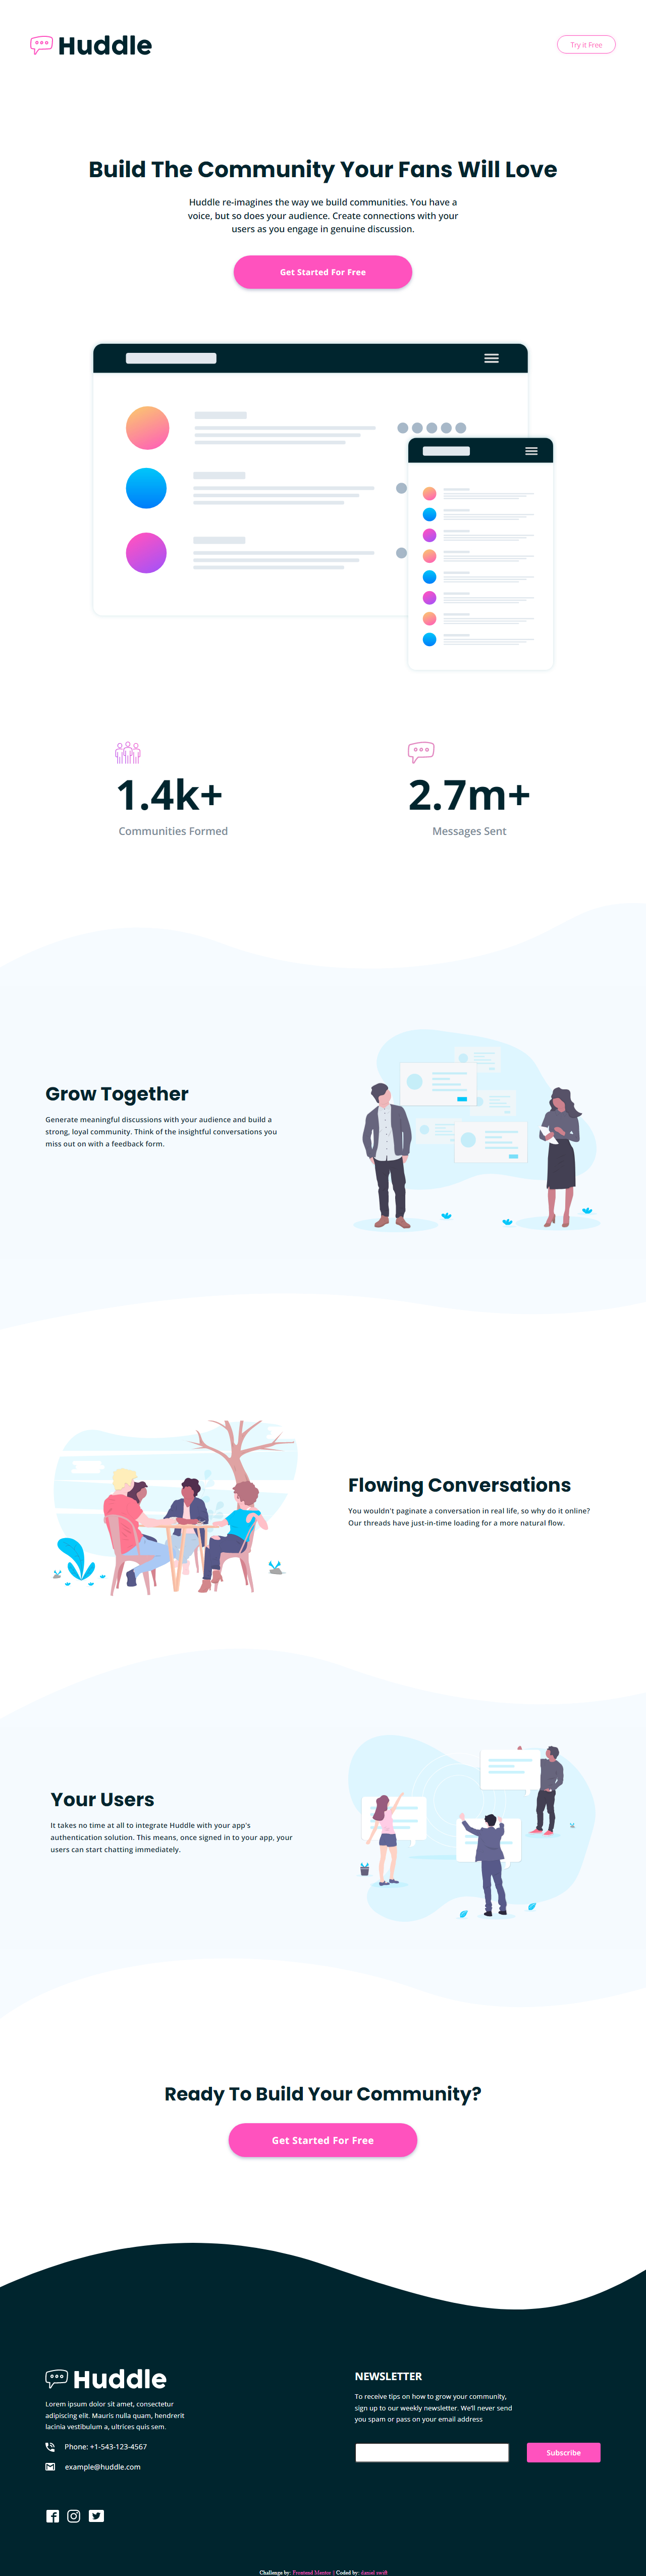 Huddle
Try it Free
Build The Community Your Fans Will Love
Huddle re-imagines the way we build communities. You have a
voice, but so does your audience. Create connections with your
users as you engage in genuine discussion.
Get Started For Free
1.4k+
Communities Formed
2.7m+
Messages Sent
Grow Together
Generate meaningful discussions with your audience and build a
strong, loyal community. Think of the insightful conversations you
miss out on with a feedback form.
Flowing Conversations
You wouldn't paginate a conversation in real life, so why do it online?
Our threads have just-in-time loading for a more natural flow.
Your Users
It takes no time at all to integrate Huddle with your app's
authentication solution. This means, once signed in to your app, your
users can start chatting immediately.
Ready To Build Your Community?
Get Started For Free
Huddle
Lorem ipsum dolor sit amet, consectetur
adipiscing elit. Mauris nulla quam, hendrerit
lacinia vestibulum a, ultrices quis sem.
Phone: +1-543-123-4567
example@huddle.com
NEWSLETTER
To receive tips on how to grow your community,
sign up to our weekly newsletter. We'll never send
you spam or pass on your email address
Subscribe
Challenge by: Frontend Mentor | Coded by: daniel swift